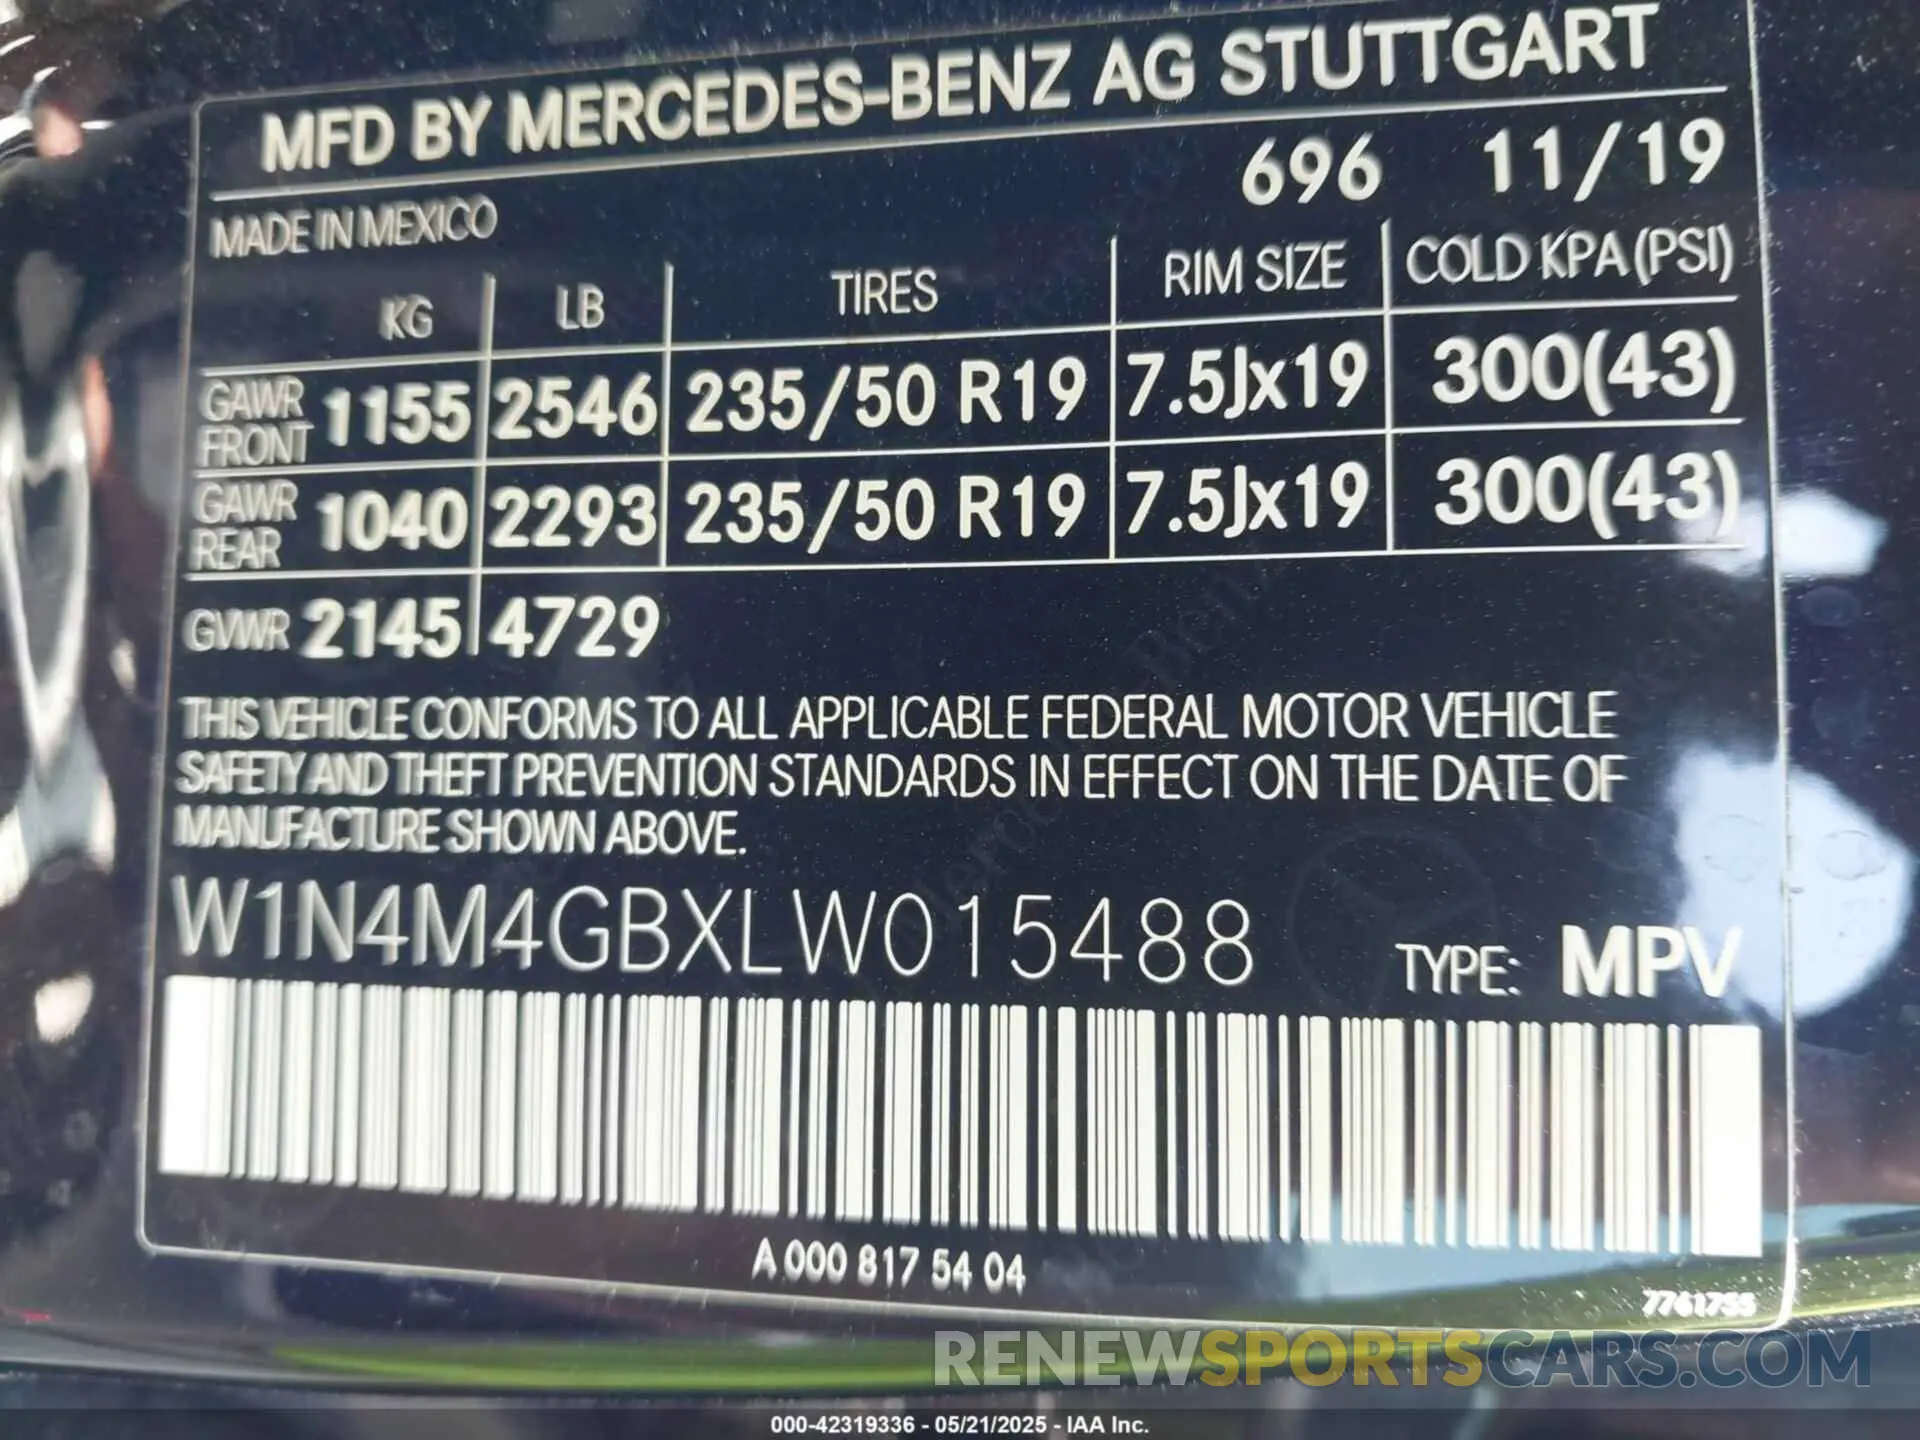 MFD BY MERCEDES-BENZ AG STUTTGART
696 11/19
MADE IN MEXICO
KG LB TIRES RIM SIZE COLD KPA (PSI)
GAWR FRONT 1155 2546 235/50 R19 7.5Jx19 300(43)
GAWR REAR 1040 2293 235/50 R19 7.5Jx19 300(43)
GVWR 2145 4729
THIS VEHICLE CONFORMS TO ALL APPLICABLE FEDERAL MOTOR VEHICLE
SAFETY AND THEFT PREVENTION STANDARDS IN EFFECT ON THE DATE OF
MANUFACTURE SHOWN ABOVE.
W1N4M4GBXLW015488
TYPE: MPV
A 000 817 54 04
7761755
RENEWSPORTSCARS.COM
000-42319336 - 05/21/2025 - IAA Inc.